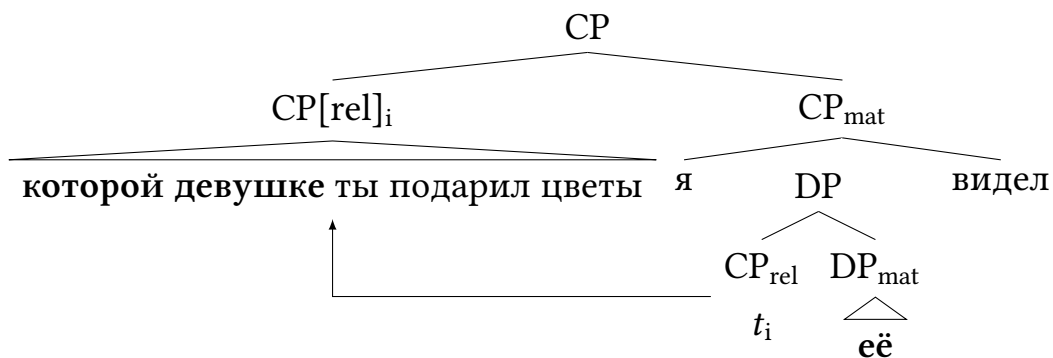 CP
CP[rel]i CPmat
которой девушке ты подарил цветы я DP видел
CPrel DPmat
ti её